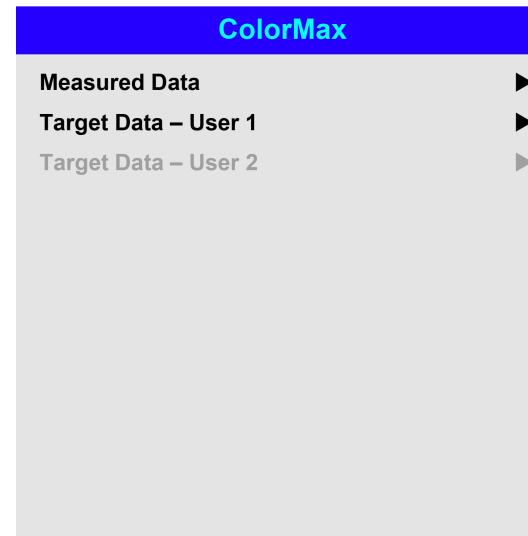 ColorMax
Measured Data
Target Data – User 1
Target Data – User 2